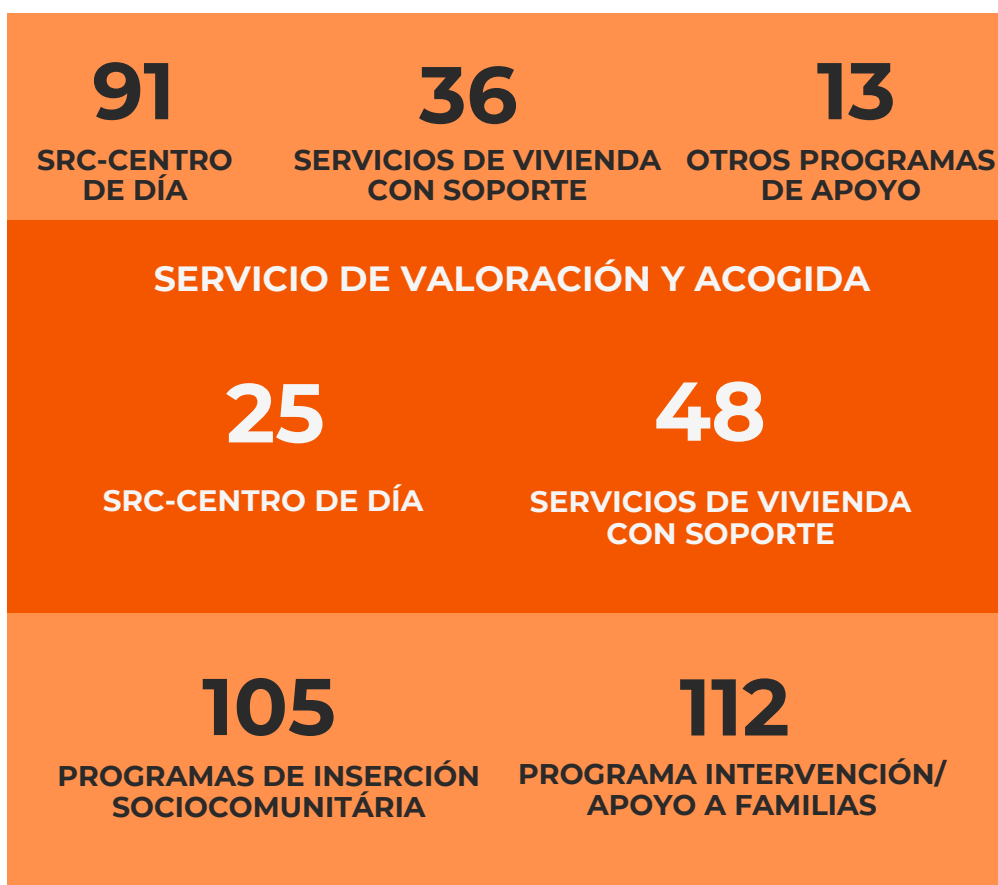 91
SRC-CENTRO
DE DÍA
36
SERVICIOS DE VIVIENDA
CON SOPORTE
13
OTROS PROGRAMAS
DE APOYO
SERVICIO DE VALORACIÓN Y ACOGIDA
25
SRC-CENTRO DE DÍA
48
SERVICIOS DE VIVIENDA
CON SOPORTE
105
PROGRAMAS DE INSERCIÓN
SOCIOCOMUNITÁRIA
112
PROGRAMA INTERVENCIÓN/
APOYO A FAMILIAS